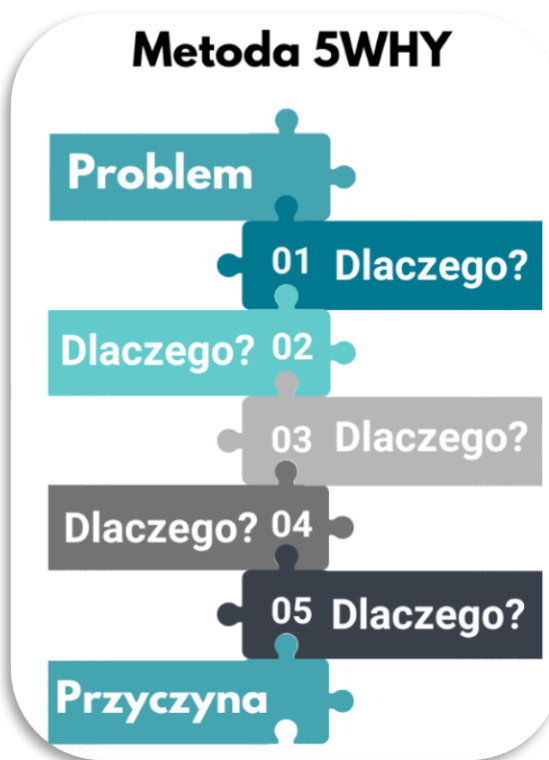 Metoda 5WHY
Problem
01 Dlaczego?
Dlaczego? 02
03 Dlaczego?
Dlaczego? 04
05 Dlaczego?
Przyczyna